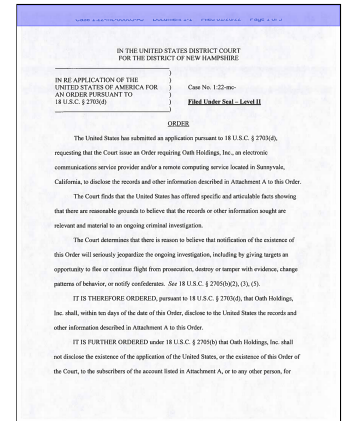 IN THE UNITED STATES DISTRICT COURT
FOR THE DISTRICT OF NEW HAMPSHIRE
IN RE APPLICATION OF THE
UNITED STATES OF AMERICA FOR
AN ORDER PURSUANT TO
18 U.S.C. § 2703(d)
)
)
)
)
)
Case No. 1:22-mc-
Filed Under Seal – Level II
ORDER
The United States has submitted an application pursuant to 18 U.S.C. § 2703(d),
requesting that the Court issue an Order requiring Oath Holdings, Inc., an electronic
communications service provider and/or a remote computing service located in Sunnyvale,
California, to disclose the records and other information described in Attachment A to this Order.
The Court finds that the United States has offered specific and articulable facts showing
that there are reasonable grounds to believe that the records or other information sought are
relevant and material to an ongoing criminal investigation.
The Court determines that there is reason to believe that notification of the existence of
this Order will seriously jeopardize the ongoing investigation, including by giving targets an
opportunity to flee or continue flight from prosecution, destroy or tamper with evidence, change
patterns of behavior, or notify confederates. See 18 U.S.C. § 2705(b)(2), (3), (5).
IT IS THEREFORE ORDERED, pursuant to 18 U.S.C. § 2703(d), that Oath Holdings,
Inc. shall, within ten days of the date of this Order, disclose to the United States the records and
other information described in Attachment A to this Order.
IT IS FURTHER ORDERED under 18 U.S.C. § 2705(b) that Oath Holdings, Inc. shall
not disclose the existence of the application of the United States, or the existence of this Order of
the Court, to the subscribers of the account listed in Attachment A, or to any other person, for